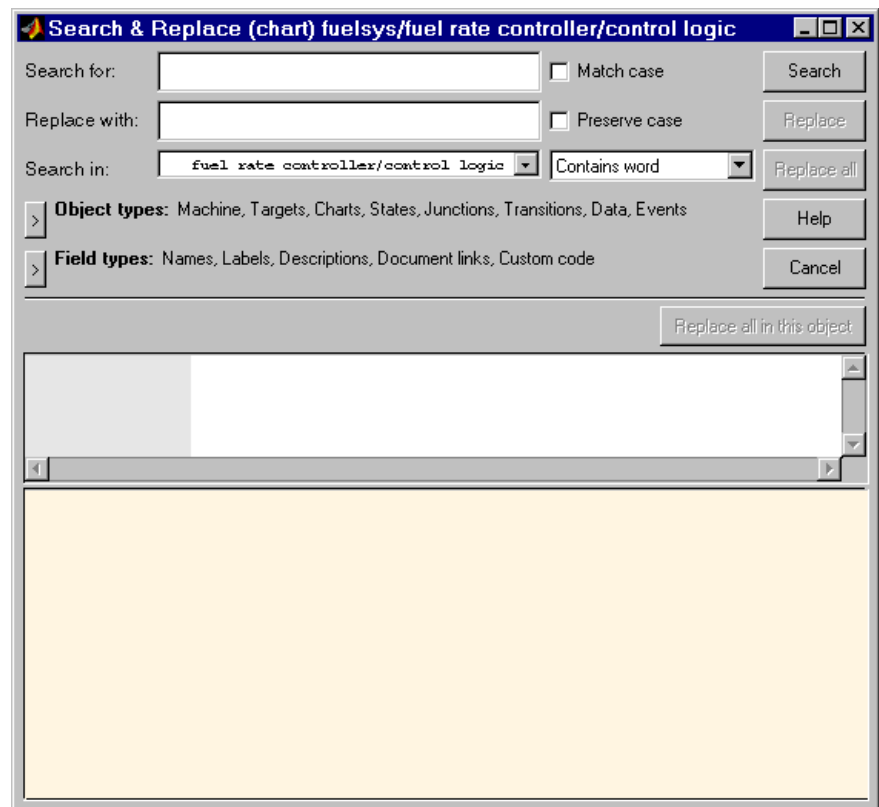 Search & Replace (chart) fuelsys/fuel rate controller/control logic
Search for:
Match case
Search
Replace with:
Preserve case
Replace
Search in:
fuel rate controller/control logic
Contains word
Replace all
> Object types: Machine, Targets, Charts, States, Junctions, Transitions, Data, Events
Help
> Field types: Names, Labels, Descriptions, Document links, Custom code
Cancel
Replace all in this object